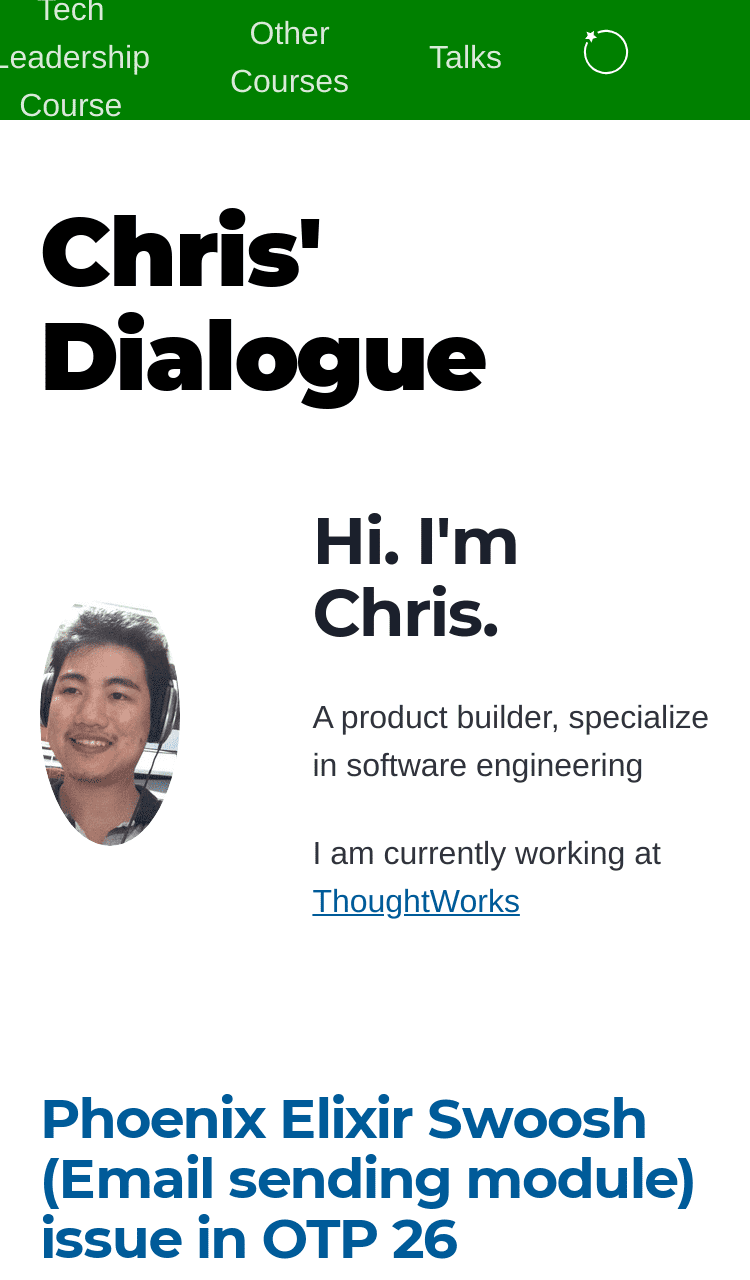 Tech
Leadership
Course
Other
Courses
Talks
Chris'
Dialogue
Hi. I'm
Chris.
A product builder, specialize
in software engineering
I am currently working at
ThoughtWorks
Phoenix Elixir Swoosh
(Email sending module)
issue in OTP 26